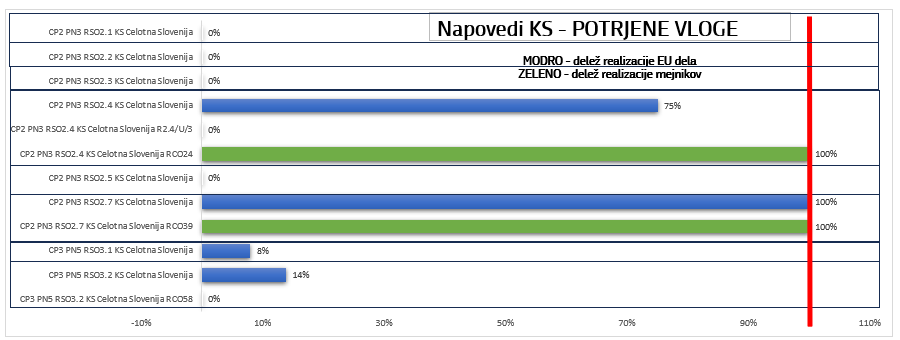 Napovedi KS - POTRJENE VLOGE
MODRO - delež realizacije EU dela
ZELENO - delež realizacije mejnikov
CP2 PN3 RSO2.1 KS Celotna Slovenija 0%
CP2 PN3 RSO2.2 KS Celotna Slovenija 0%
CP2 PN3 RSO2.3 KS Celotna Slovenija 0%
CP2 PN3 RSO2.4 KS Celotna Slovenija 75%
CP2 PN3 RSO2.4 KS Celotna Slovenija R2.4/U/3 0%
CP2 PN3 RSO2.4 KS Celotna Slovenija RCO24 100%
CP2 PN3 RSO2.5 KS Celotna Slovenija 0%
CP2 PN3 RSO2.7 KS Celotna Slovenija 100%
CP2 PN3 RSO2.7 KS Celotna Slovenija RCO39 100%
CP3 PN5 RSO3.1 KS Celotna Slovenija 8%
CP3 PN5 RSO3.2 KS Celotna Slovenija 14%
CP3 PN5 RSO3.2 KS Celotna Slovenija RCO58 0%
-10% 10% 30% 50% 70% 90% 110%